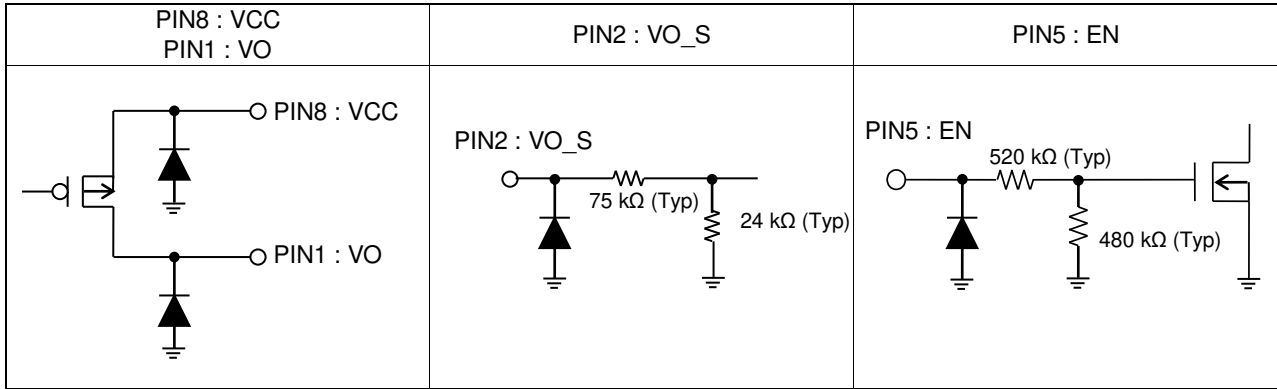 PIN8 : VCC
PIN1 : VO
PIN2 : VO_S
PIN5 : EN
PIN8 : VCC
PIN1 : VO
PIN2 : VO_S
75 kΩ (Typ)
24 kΩ (Typ)
PIN5 : EN
520 kΩ (Typ)
480 kΩ (Typ)